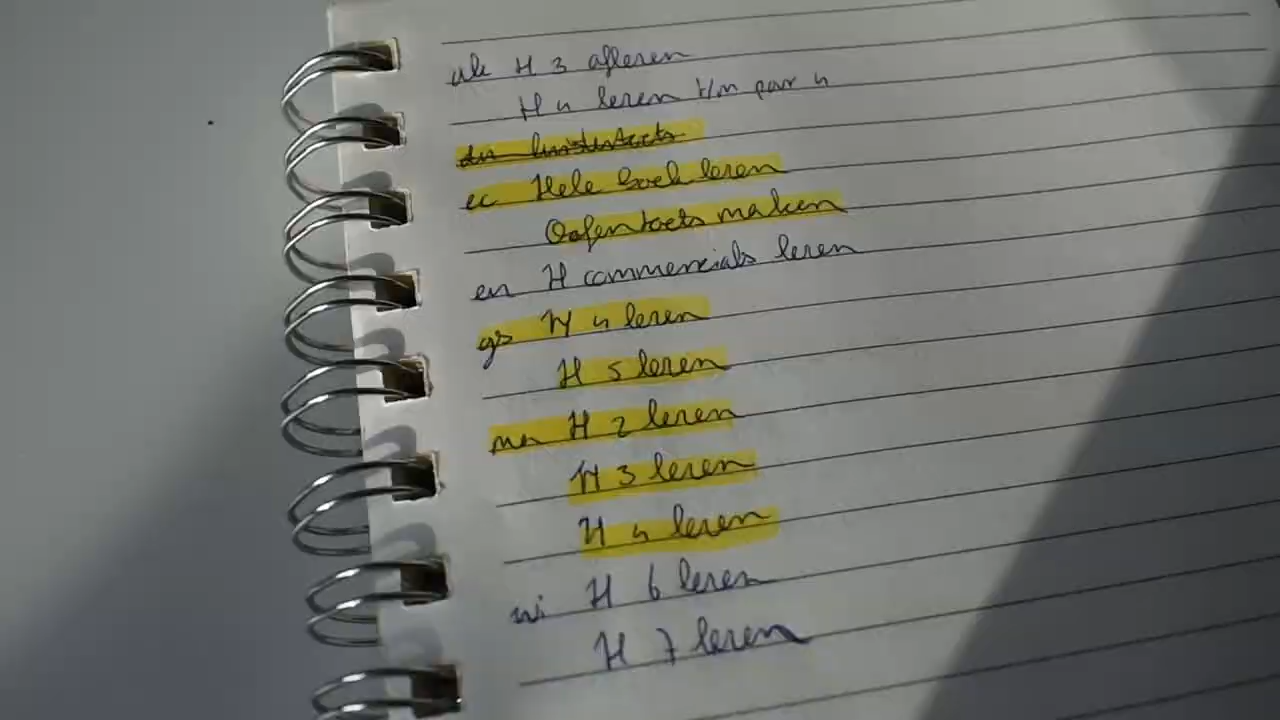 ak H 3 afleren
H 4 leren t/m par 4
du luistertoets
ec Hele boek leren
Oefentoets maken
en H commercials leren
gs H 4 leren
H 5 leren
ma H 2 leren
H 3 leren
H 4 leren
wi H 6 leren
H 7 leren